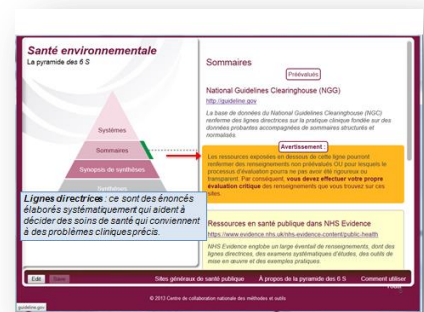 Santé environnementale
La pyramide des 6 S
Systèmes
Sommaires
Synopsis de synthèses
Synthèses
Lignes directrices : ce sont des énoncés
élaborés systématiquement qui aident à
décider des soins de santé qui conviennent
à des problèmes cliniques précis.
Sommaires
Préévalués
National Guidelines Clearinghouse (NGG)
http://guideline.gov
La base de données du National Guidelines Clearinghouse (NGC)
renferme des lignes directrices sur la pratique clinique fondée sur des
données probantes accompagnées de sommaires structurés et
normalisés.
Avertissement :
Les ressources exposées en dessous de cette ligne pourront
renfermer des renseignements non préévalués OU pour lesquels le
processus d'évaluation pourra ne pas avoir été rigoureux ou
transparent. Par conséquent, vous devez effectuer votre propre
évaluation critique des renseignements que vous trouvez sur ces
sites.
Ressources en santé publique dans NHS Evidence
https://www.evidence.nhs.uk/nhs-evidence-content/public-health
NHS Evidence englobe un large éventail de renseignements, dont des
lignes directrices, des examens systématiques d'études, des outils de
mise en œuvre et des exemples pratiques.
Edit
Save
Sites généraux de santé publique
À propos de la pyramide des 6 S
Comment utiliser
© 2013 Centre de collaboration nationale des méthodes et outils
guideline.gov